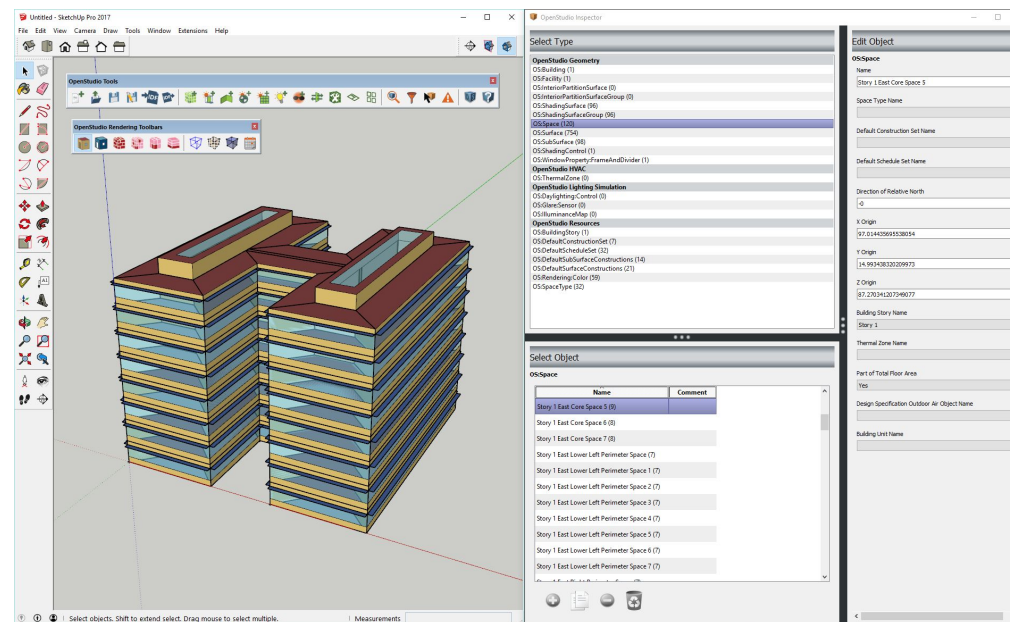 Untitled - SketchUp Pro 2017
File Edit View Camera Draw Tools Window Extensions Help
OpenStudio Tools
OpenStudio Rendering Toolbars
Select objects. Shift to extend select. Drag mouse to select multiple.
Measurements
OpenStudio Inspector
Select Type
OpenStudio Geometry
OS:Building (1)
OS:Facility (1)
OS:InteriorPartitionSurface (0)
OS:InteriorPartitionSurfaceGroup (0)
OS:ShadingSurface (96)
OS:ShadingSurfaceGroup (96)
OS:Space (120)
OS:Surface (754)
OS:SubSurface (98)
OS:ShadingControl (1)
OS:WindowProperty:FrameAndDivider (1)
OpenStudio HVAC
OS:ThermalZone (0)
OpenStudio Lighting Simulation
OS:Daylighting:Control (0)
OS:Glare:Sensor (0)
OS:IlluminanceMap (0)
OpenStudio Resources
OS:BuildingStory (1)
OS:DefaultConstructionSet (7)
OS:DefaultScheduleSet (32)
OS:DefaultSubSurfaceConstructions (14)
OS:DefaultSurfaceConstructions (21)
OS:Rendering:Color (59)
OS:SpaceType (32)
Select Object
OS:Space
Name Comment
Story 1 East Core Space 5 (9)
Story 1 East Core Space 6 (8)
Story 1 East Core Space 7 (8)
Story 1 East Lower Left Perimeter Space (7)
Story 1 East Lower Left Perimeter Space 1 (7)
Story 1 East Lower Left Perimeter Space 2 (7)
Story 1 East Lower Left Perimeter Space 3 (7)
Story 1 East Lower Left Perimeter Space 4 (7)
Story 1 East Lower Left Perimeter Space 5 (7)
Story 1 East Lower Left Perimeter Space 6 (7)
Story 1 East Lower Left Perimeter Space 7 (7)
Edit Object
OS:Space
Name
Story 1 East Core Space 5
Space Type Name
Default Construction Set Name
Default Schedule Set Name
Direction of Relative North
-0
X Origin
97.014435695538054
Y Origin
14.993438320209973
Z Origin
87.270341207349077
Building Story Name
Story 1
Thermal Zone Name
Part of Total Floor Area
Yes
Design Specification Outdoor Air Object Name
Building Unit Name